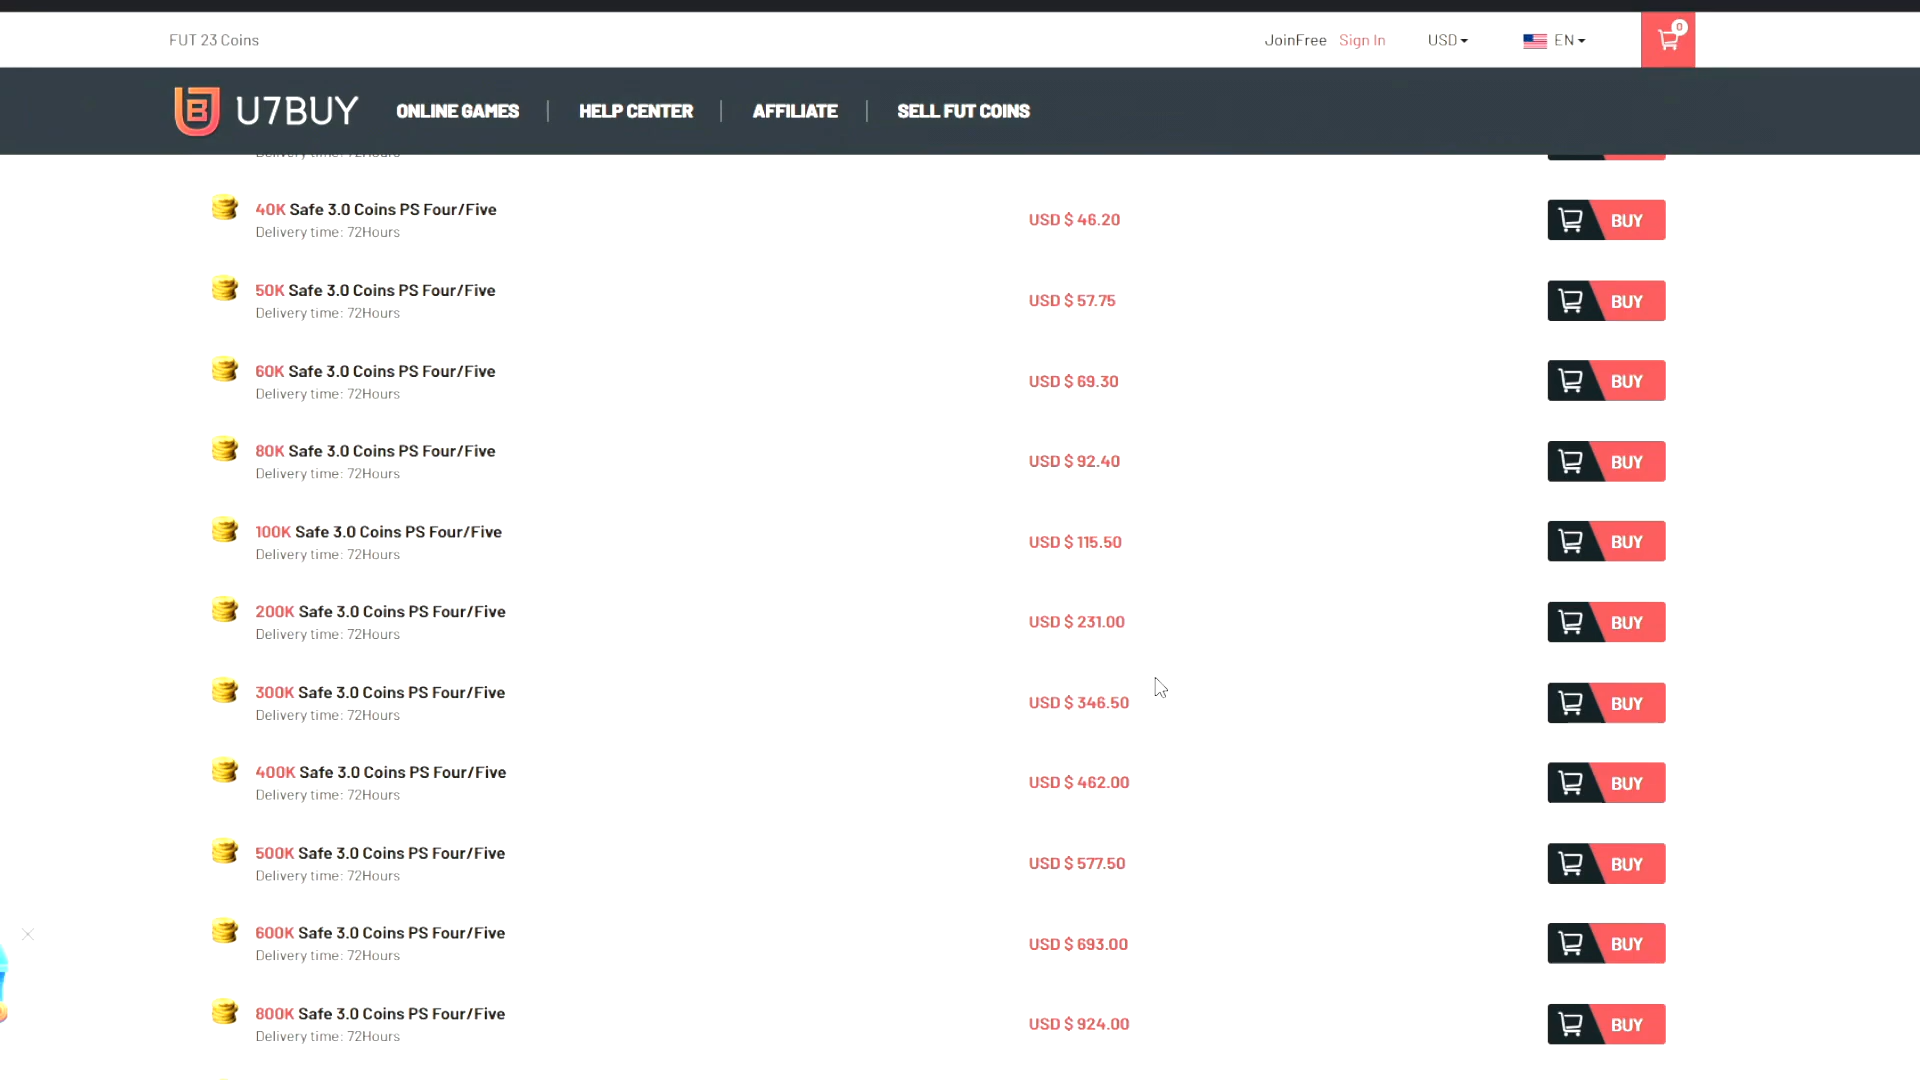 FUT 23 Coins
JoinFree Sign In USD EN 0
U7BUY ONLINE GAMES HELP CENTER AFFILIATE SELL FUT COINS
40K Safe 3.0 Coins PS Four/Five
Delivery time: 72Hours
USD $ 46.20
BUY
50K Safe 3.0 Coins PS Four/Five
Delivery time: 72Hours
USD $ 57.75
BUY
60K Safe 3.0 Coins PS Four/Five
Delivery time: 72Hours
USD $ 69.30
BUY
80K Safe 3.0 Coins PS Four/Five
Delivery time: 72Hours
USD $ 92.40
BUY
100K Safe 3.0 Coins PS Four/Five
Delivery time: 72Hours
USD $ 115.50
BUY
200K Safe 3.0 Coins PS Four/Five
Delivery time: 72Hours
USD $ 231.00
BUY
300K Safe 3.0 Coins PS Four/Five
Delivery time: 72Hours
USD $ 346.50
BUY
400K Safe 3.0 Coins PS Four/Five
Delivery time: 72Hours
USD $ 462.00
BUY
500K Safe 3.0 Coins PS Four/Five
Delivery time: 72Hours
USD $ 577.50
BUY
600K Safe 3.0 Coins PS Four/Five
Delivery time: 72Hours
USD $ 693.00
BUY
800K Safe 3.0 Coins PS Four/Five
Delivery time: 72Hours
USD $ 924.00
BUY